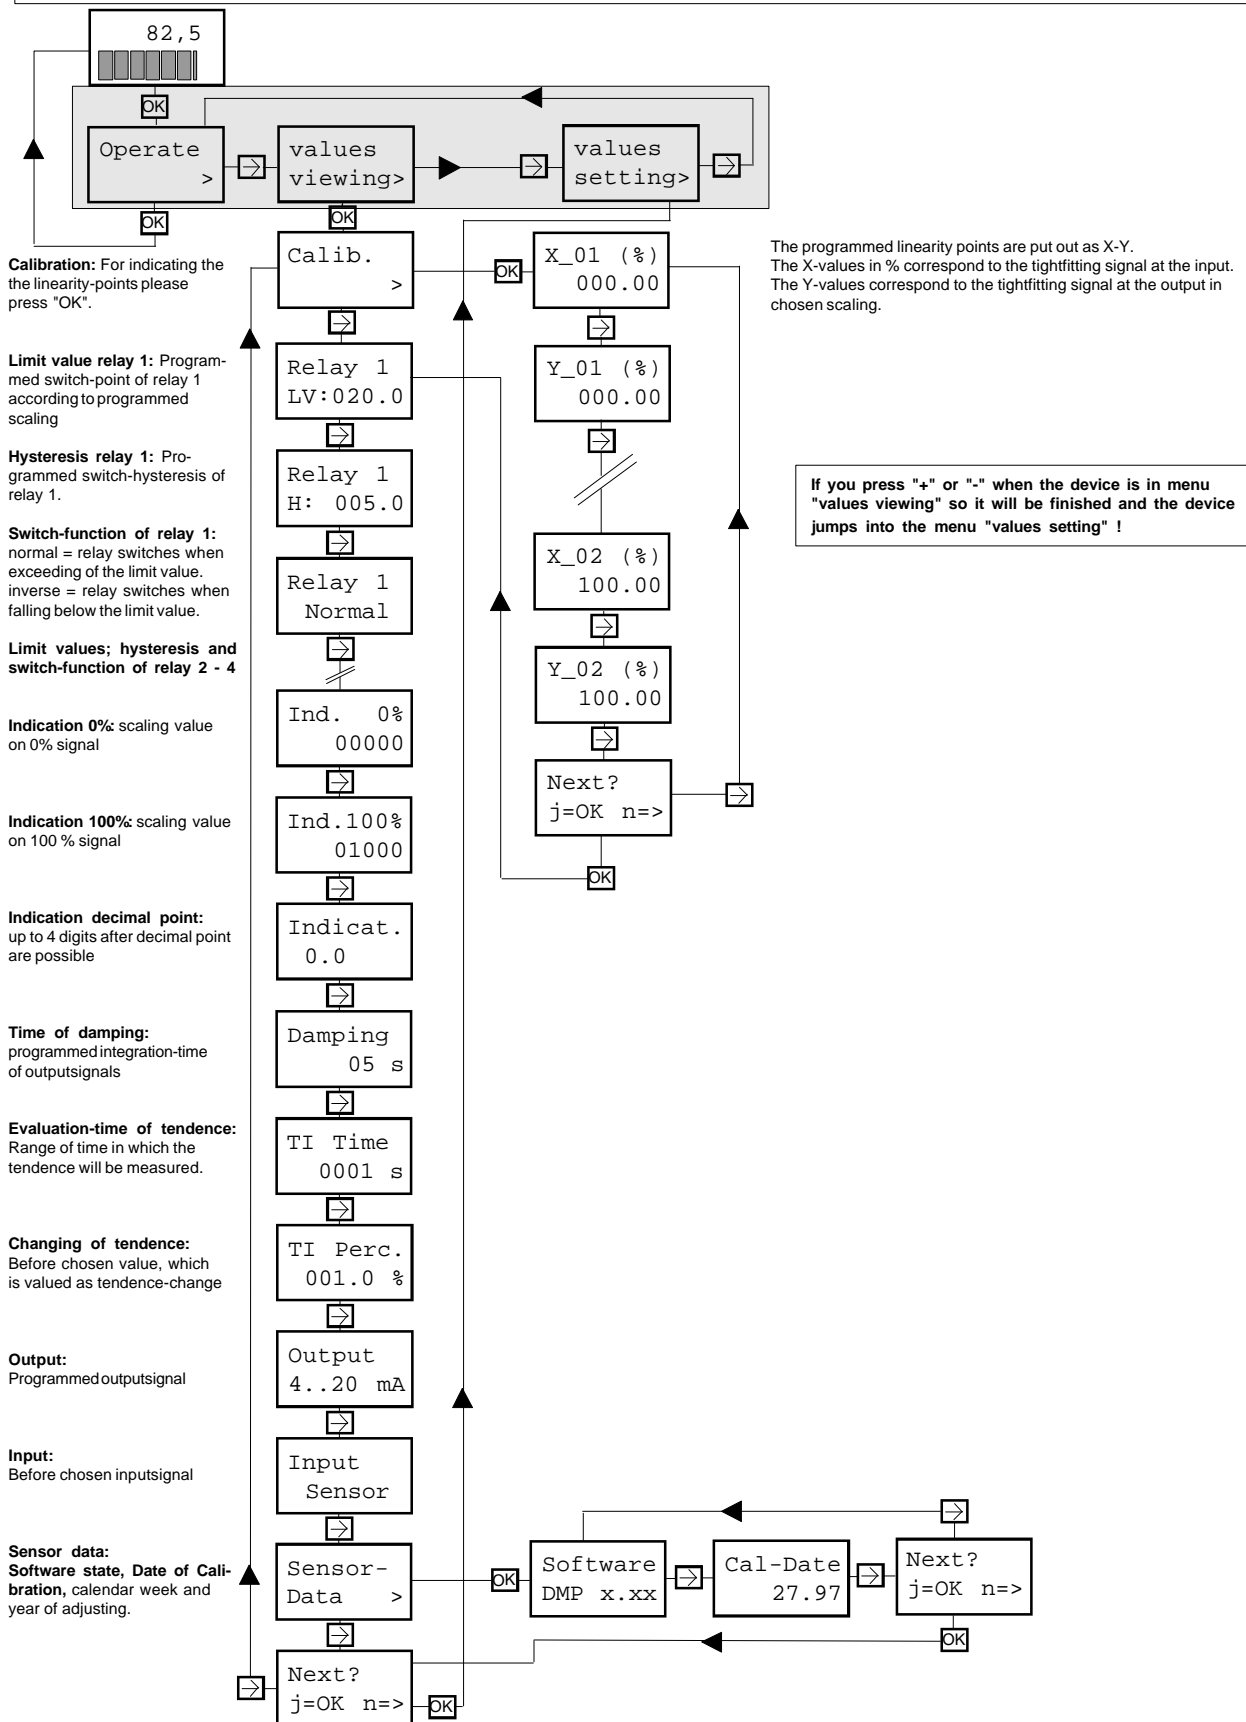 82,5
OK
Operate
>
values
viewing>
values
setting>
OK
OK
Calibration: For indicating the
the linearity-points please
press "OK".
Calib.
>
OK
X_01 (%)
000.00
The programmed linearity points are put out as X-Y.
The X-values in % correspond to the tightfitting signal at the input.
The Y-values correspond to the tightfitting signal at the output in
chosen scaling.
Limit value relay 1: Program-
med switch-point of relay 1
according to programmed
scaling
Relay 1
LV:020.0
Y_01 (%)
000.00
Hysteresis relay 1: Pro-
grammed switch-hysteresis of
relay 1.
Relay 1
H: 005.0
If you press "+" or "-" when the device is in menu
"values viewing" so it will be finished and the device
jumps into the menu "values setting" !
Switch-function of relay 1:
normal = relay switches when
exceeding of the limit value.
inverse = relay switches when
falling below the limit value.
Relay 1
Normal
X_02 (%)
100.00
Limit values; hysteresis and
switch-function of relay 2 - 4
Y_02 (%)
100.00
Indication 0%: scaling value
on 0% signal
Ind. 0%
00000
Next?
j=OK n=>
OK
Indication 100%: scaling value
on 100 % signal
Ind.100%
01000
Indication decimal point:
up to 4 digits after decimal point
are possible
Indicat.
0.0
Time of damping:
programmed integration-time
of outputsignals
Damping
05 s
Evaluation-time of tendence:
Range of time in which the
tendence will be measured.
TI Time
0001 s
Changing of tendence:
Before chosen value, which
is valued as tendence-change
TI Perc.
001.0 %
Output:
Programmed outputsignal
Output
4..20 mA
Input:
Before chosen inputsignal
Input
Sensor
Sensor data:
Software state, Date of Cali-
bration, calendar week and
year of adjusting.
Sensor-
Data >
OK
Software
DMP x.xx
Cal-Date
27.97
Next?
j=OK n=>
OK
Next?
j=OK n=>
OK